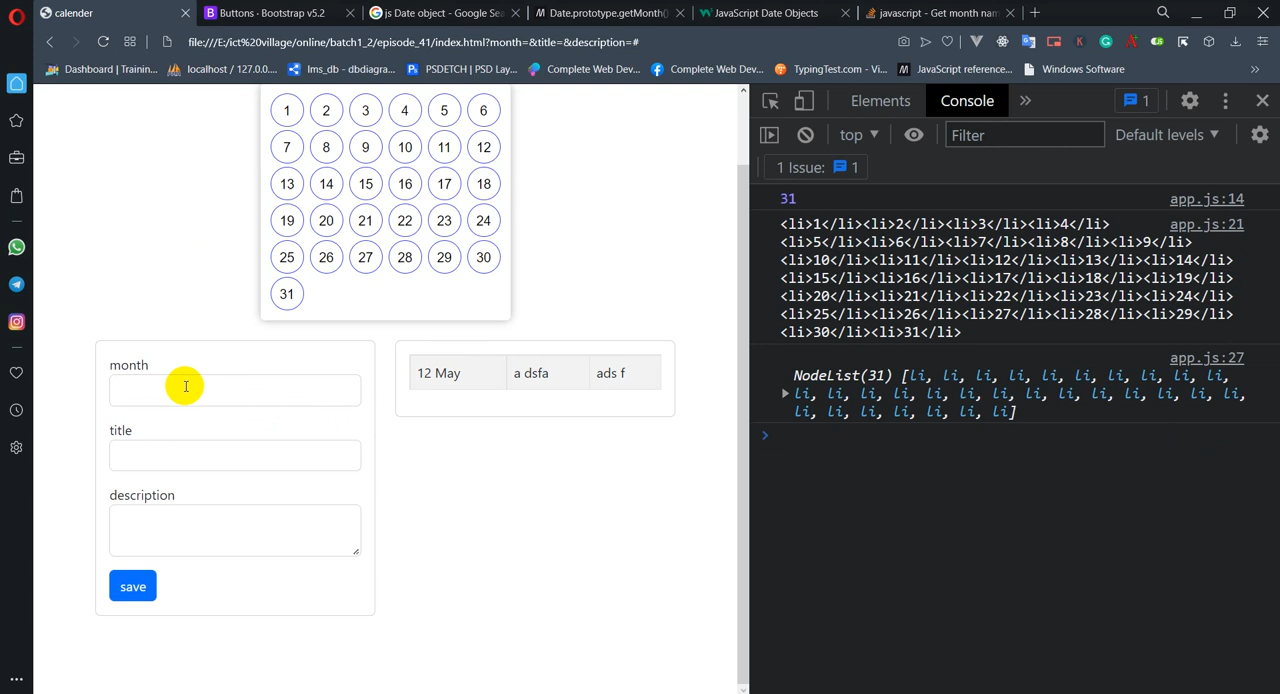 calender
Buttons · Bootstrap v5.2
js Date object - Google Sea
Date.prototype.getMonth()
JavaScript Date Objects
javascript - Get month nam
file:///E:/ict%20village/online/batch1_2/episode_41/index.html?month=&title=&description=#
Dashboard | Trainin...
localhost / 127.0.0....
lms_db - dbdiagra...
PSDETCH | PSD Lay...
Complete Web Dev...
Complete Web Dev...
TypingTest.com - Vi...
JavaScript reference...
Windows Software
Elements
Console
1
top
Filter
Default levels
1 Issue: 1
1 2 3 4 5 6
7 8 9 10 11 12
13 14 15 16 17 18
19 20 21 22 23 24
25 26 27 28 29 30
31
month
title
description
save
12 May a dsfa ads f
31 app.js:14
<li>1</li><li>2</li><li>3</li><li>4</li> app.js:21
<li>5</li><li>6</li><li>7</li><li>8</li><li>9</li>
<li>10</li><li>11</li><li>12</li><li>13</li><li>14</li>
<li>15</li><li>16</li><li>17</li><li>18</li><li>19</li>
<li>20</li><li>21</li><li>22</li><li>23</li><li>24</li>
<li>25</li><li>26</li><li>27</li><li>28</li><li>29</li>
<li>30</li><li>31</li>
app.js:27
NodeList(31) [li, li, li, li, li, li, li, li, li, li,
li, li, li, li, li, li, li, li, li, li, li, li, li, li, li,
li, li, li, li, li, li]